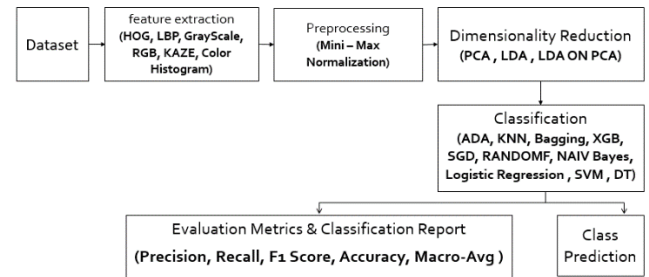 Dataset
feature extraction
(HOG, LBP, GrayScale,
RGB, KAZE, Color
Histogram)
Preprocessing
(Mini – Max
Normalization)
Dimensionality Reduction
(PCA , LDA , LDA ON PCA)
Classification
(ADA, KNN, Bagging, XGB,
SGD, RANDOMF, NAIV Bayes,
Logistic Regression , SVM , DT)
Evaluation Metrics & Classification Report
(Precision, Recall, F1 Score, Accuracy, Macro-Avg )
Class
Prediction